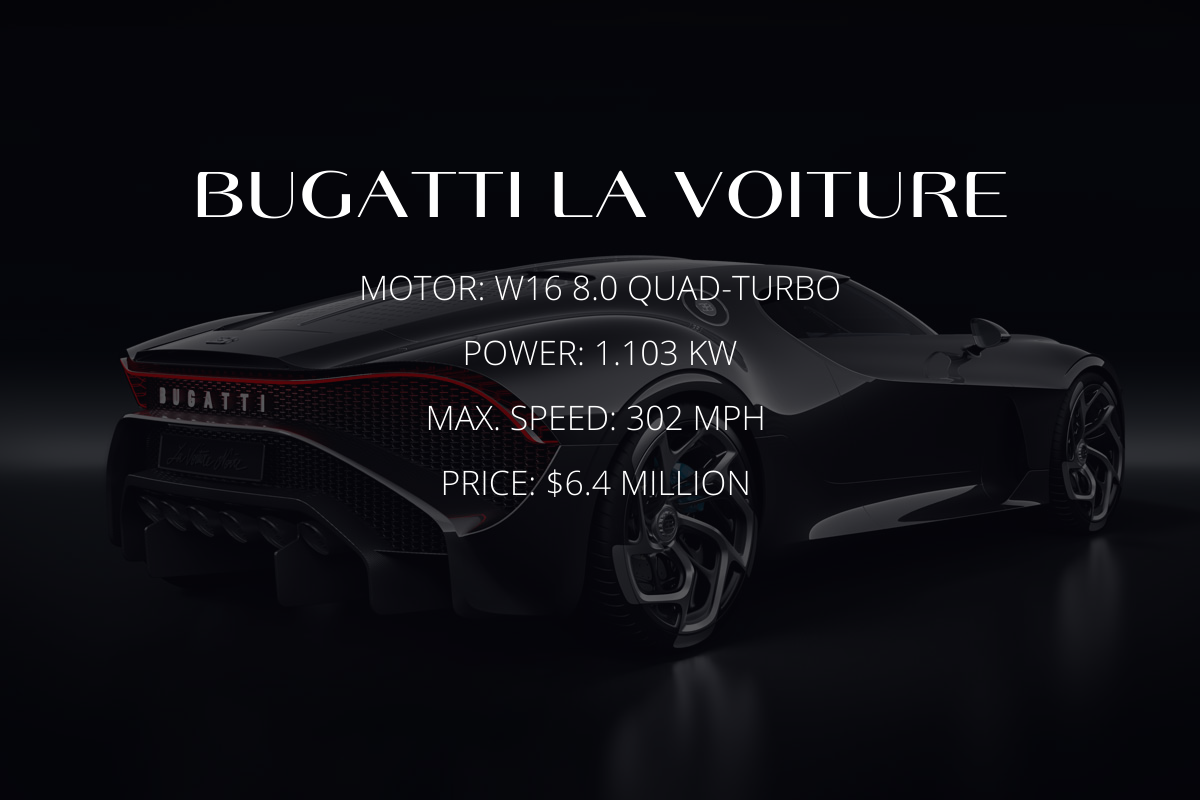 BUGATTI LA VOITURE
MOTOR: W16 8.0 QUAD-TURBO
POWER: 1.103 KW
MAX. SPEED: 302 MPH
BUGATTI
PRICE: $6.4 MILLION